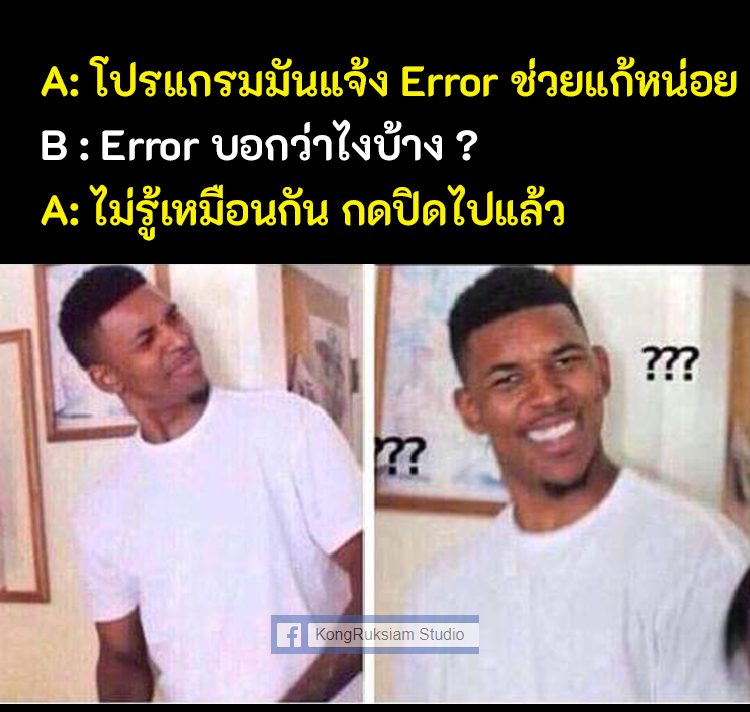 A: โปรแกรมมันแจ้ง Error ช่วยแก้หน่อย
B : Error บอกว่าไงบ้าง ?
A: ไม่รู้เหมือนกัน กดปิดไปแล้ว
???
???
KongRuksiam Studio